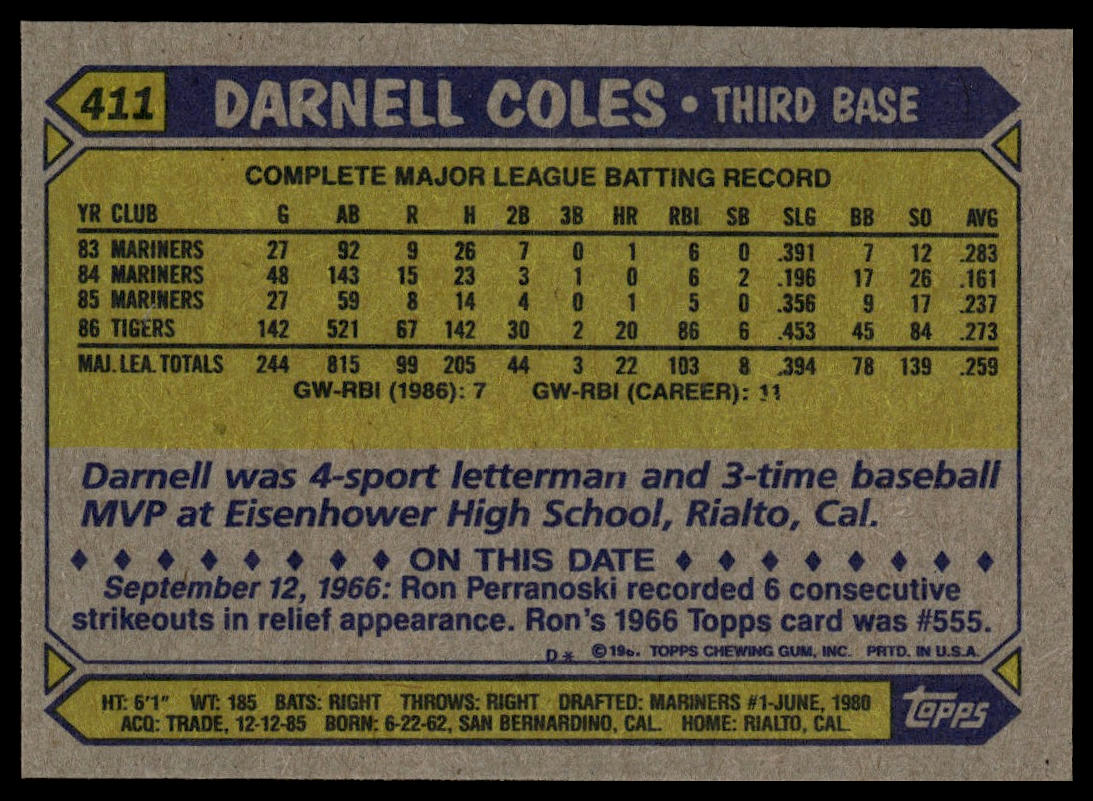 411 DARNELL COLES • THIRD BASE
COMPLETE MAJOR LEAGUE BATTING RECORD
YR CLUB G AB R H 2B 3B HR RBI SB SLG BB SO AVG
83 MARINERS 27 92 9 26 7 0 1 6 0 .391 7 12 .283
84 MARINERS 48 143 15 23 3 1 0 6 2 .196 17 26 .161
85 MARINERS 27 59 8 14 4 0 1 5 0 .356 9 17 .237
86 TIGERS 142 521 67 142 30 2 20 86 6 .453 45 84 .273
MAJ. LEA. TOTALS 244 815 99 205 44 3 22 103 8 .394 78 139 .259
GW-RBI (1986): 7 GW-RBI (CAREER): 11
Darnell was 4-sport letterman and 3-time baseball
MVP at Eisenhower High School, Rialto, Cal.
♦ ♦ ♦ ♦ ♦ ♦ ♦ ♦ ON THIS DATE ♦ ♦ ♦ ♦ ♦ ♦ ♦ ♦
September 12, 1966: Ron Perranoski recorded 6 consecutive
strikeouts in relief appearance. Ron's 1966 Topps card was #555.
D* © TOPPS CHEWING GUM, INC. PRTD. IN U.S.A.
HT: 6'1" WT: 185 BATS: RIGHT THROWS: RIGHT DRAFTED: MARINERS #1-JUNE, 1980
ACQ: TRADE, 12-12-85 BORN: 6-22-62, SAN BERNARDINO, CAL. HOME: RIALTO, CAL.
TOPPS